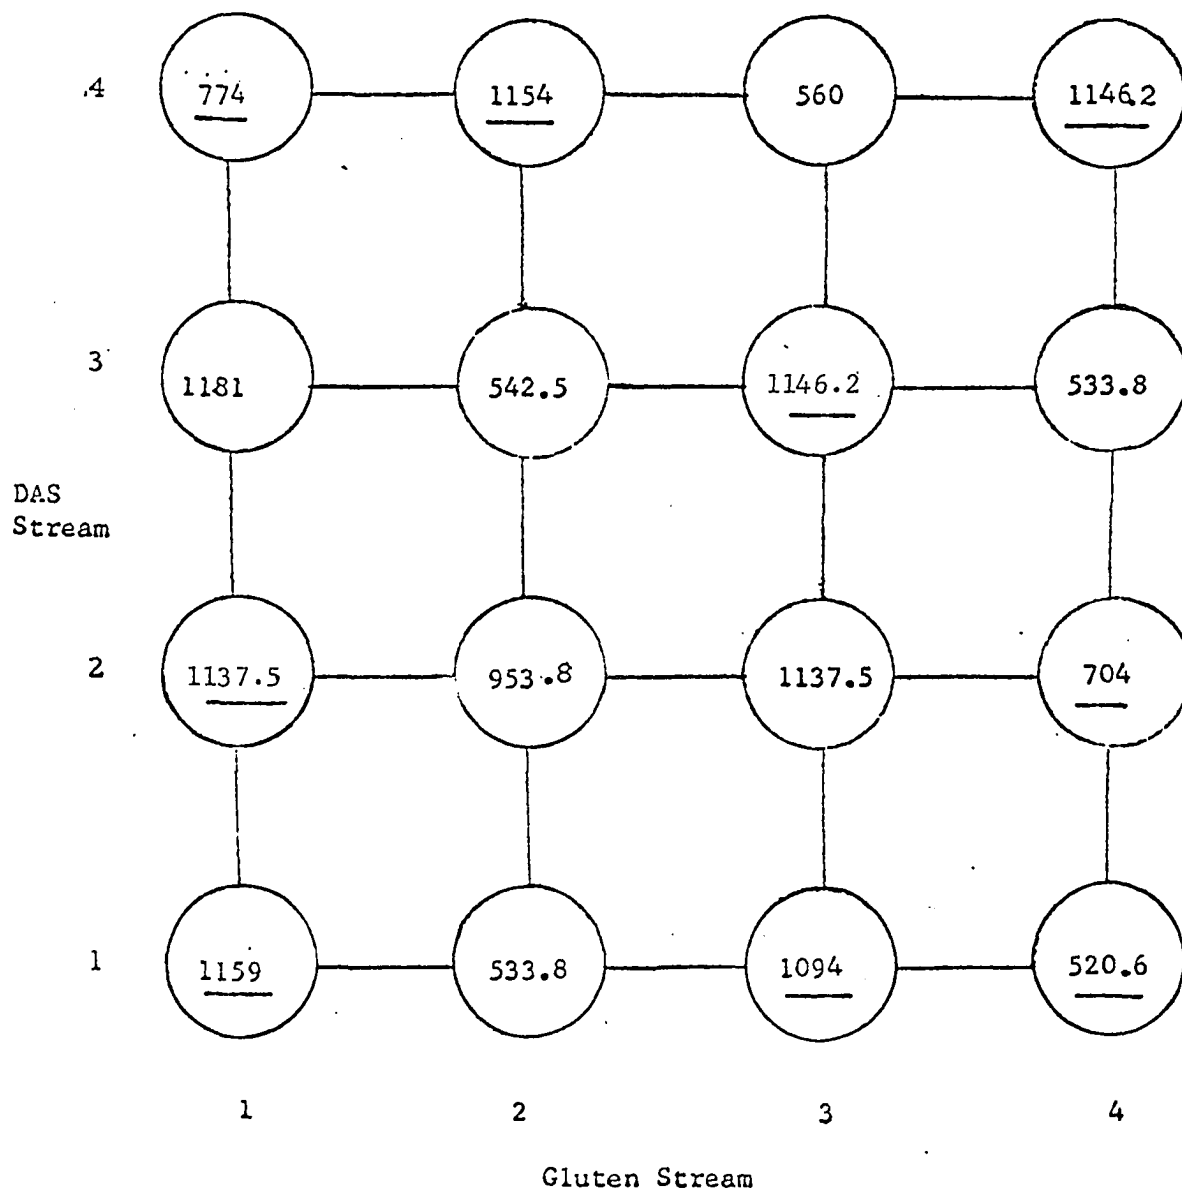 4 774 1154 560 1146.2
3 1181 542.5 1146.2 533.8
DAS
Stream
2 1137.5 953.8 1137.5 704
1 1159 533.8 1094 520.6
1 2 3 4
Gluten Stream